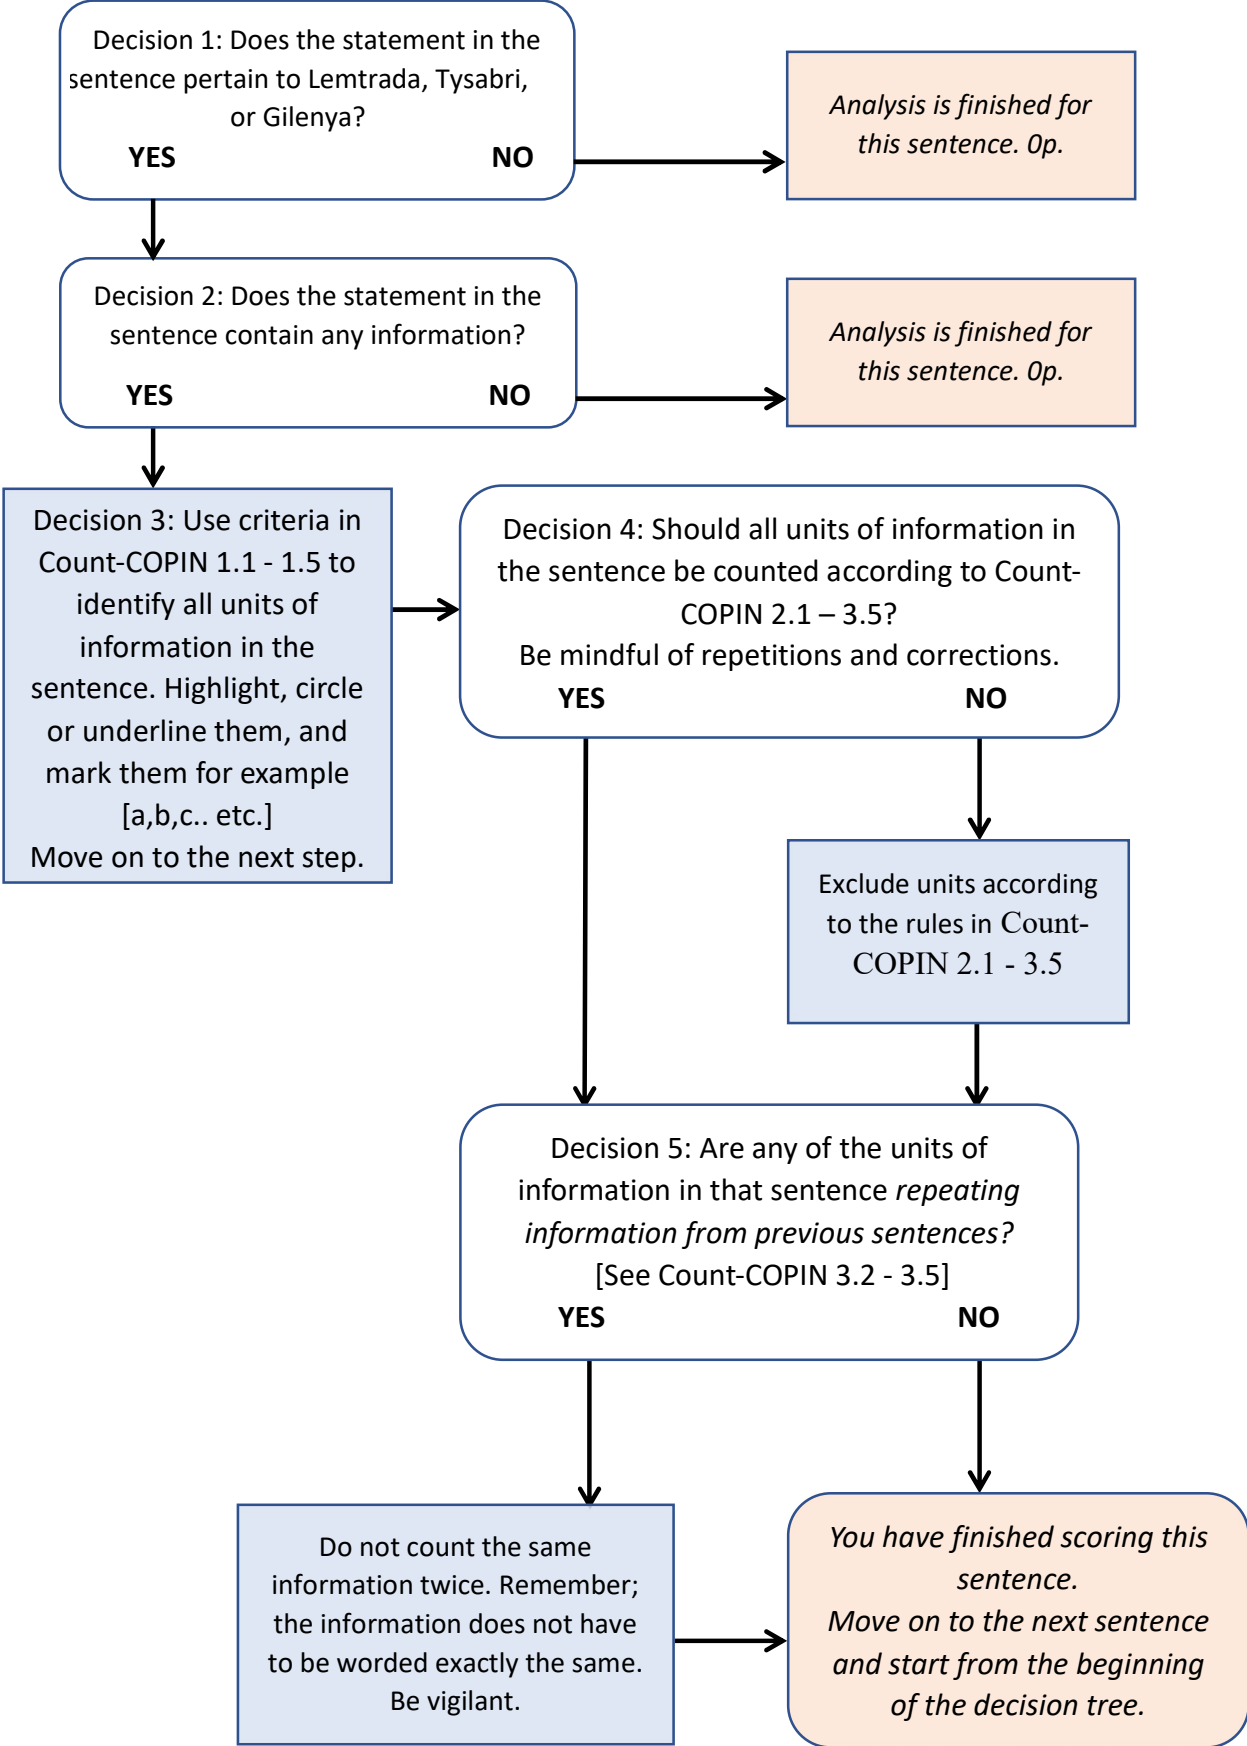 Decision 1: Does the statement in the
sentence pertain to Lemtrada, Tysabri,
or Gilenya?
YES NO
Analysis is finished for
this sentence. 0p.
Decision 2: Does the statement in the
sentence contain any information?
YES NO
Analysis is finished for
this sentence. 0p.
Decision 3: Use criteria in
Count-COPIN 1.1 - 1.5 to
identify all units of
information in the
sentence. Highlight, circle
or underline them, and
mark them for example
[a,b,c.. etc.]
Move on to the next step.
Decision 4: Should all units of information in
the sentence be counted according to Count-
COPIN 2.1 – 3.5?
Be mindful of repetitions and corrections.
YES NO
Exclude units according
to the rules in Count-
COPIN 2.1 - 3.5
Decision 5: Are any of the units of
information in that sentence repeating
information from previous sentences?
[See Count-COPIN 3.2 - 3.5]
YES NO
Do not count the same
information twice. Remember;
the information does not have
to be worded exactly the same.
Be vigilant.
You have finished scoring this
sentence.
Move on to the next sentence
and start from the beginning
of the decision tree.